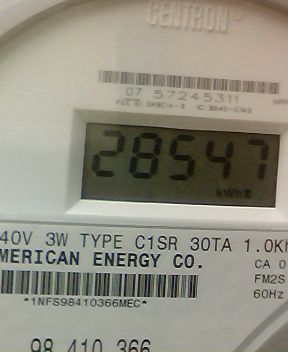 CENTRON®
07 57245311
28547
kWh
40V 3W TYPE C1SR 30TA 1.0Kh
MERICAN ENERGY CO.
CA 0
FM2S
60Hz
*1NFS98410366MEC*
98 410 366